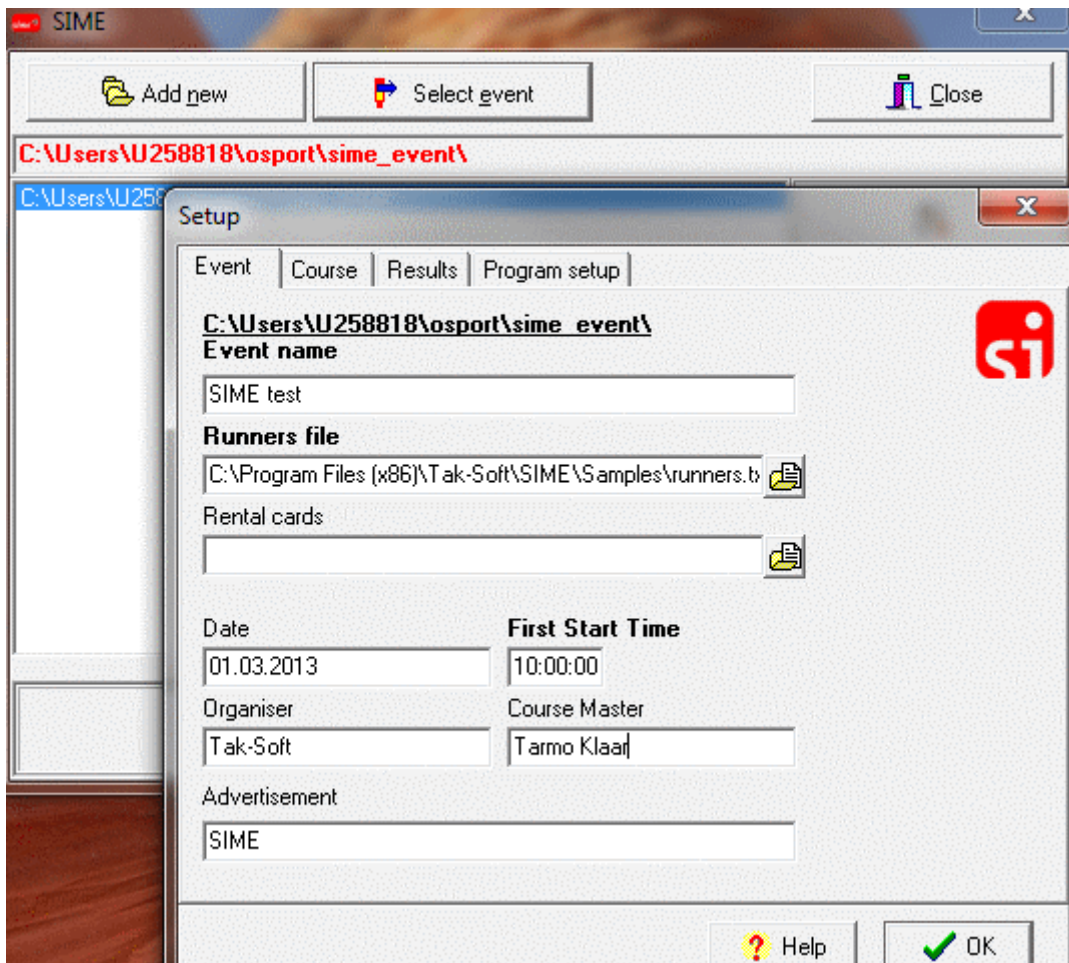 SIME
Add new
Select event
Close
C:\Users\U258818\osport\sime_event\
C:\Users\U258
Setup
Event
Course
Results
Program setup
C:\Users\U258818\osport\sime_event\
Event name
si
SIME test
Runners file
C:\Program Files (x86)\Tak-Soft\SIME\Samples\runners.t
Rental cards
Date
First Start Time
01.03.2013
10:00:00
Organiser
Course Master
Tak-Soft
Tarmo Klaar
Advertisement
SIME
? Help
OK